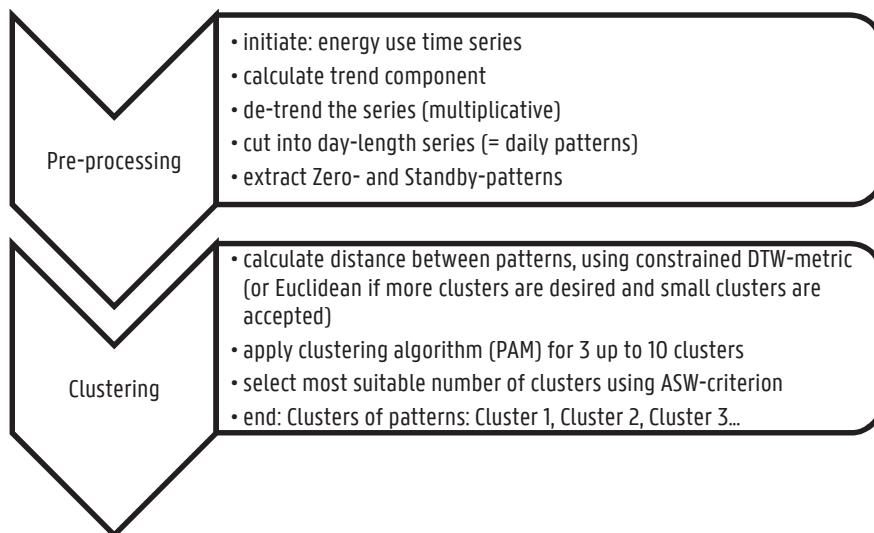 Pre-processing
• initiate: energy use time series
• calculate trend component
• de-trend the series (multiplicative)
• cut into day-length series (= daily patterns)
• extract Zero- and Standby-patterns
Clustering
• calculate distance between patterns, using constrained DTW-metric
(or Euclidean if more clusters are desired and small clusters are
accepted)
• apply clustering algorithm (PAM) for 3 up to 10 clusters
• select most suitable number of clusters using ASW-criterion
• end: Clusters of patterns: Cluster 1, Cluster 2, Cluster 3...